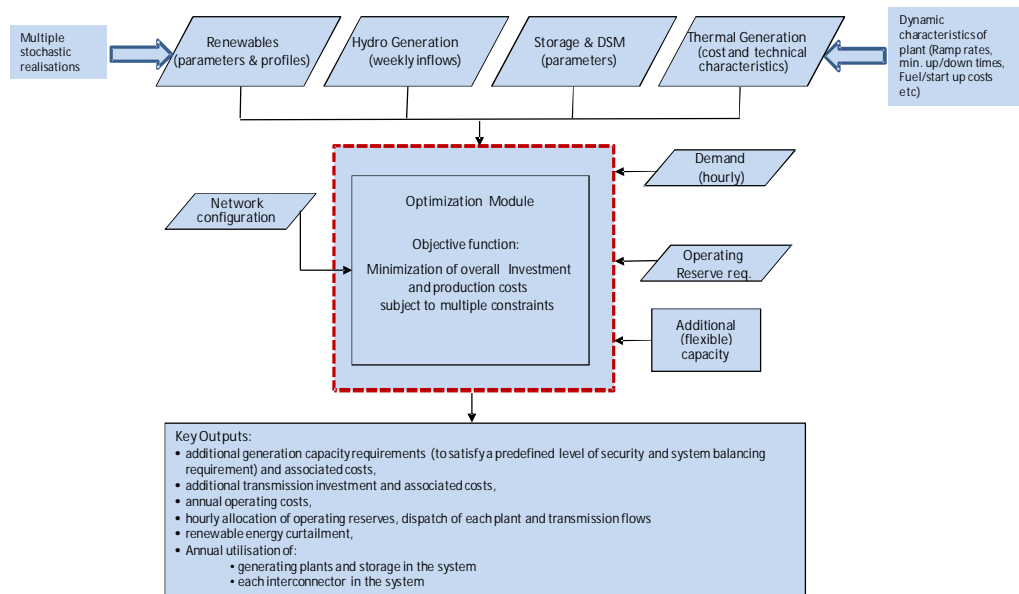 Multiple
stochastic
realisations
Renewables
(parameters & profiles)
Hydro Generation
(weekly inflows)
Storage & DSM
(parameters)
Thermal Generation
(cost and technical
characteristics)
Dynamic
characteristics of
plant (Ramp rates,
min. up/down times,
Fuel/start up costs
etc)
Demand
(hourly)
Network
configuration
Optimization Module
Objective function:
Minimization of overall Investment
and production costs
subject to multiple constraints
Operating
Reserve req.
Additional
(flexible)
capacity
Key Outputs:
• additional generation capacity requirements (to satisfy a predefined level of security and system balancing
requirement) and associated costs,
• additional transmission investment and associated costs,
• annual operating costs,
• hourly allocation of operating reserves, dispatch of each plant and transmission flows
• renewable energy curtailment,
• Annual utilisation of:
• generating plants and storage in the system
• each interconnector in the system